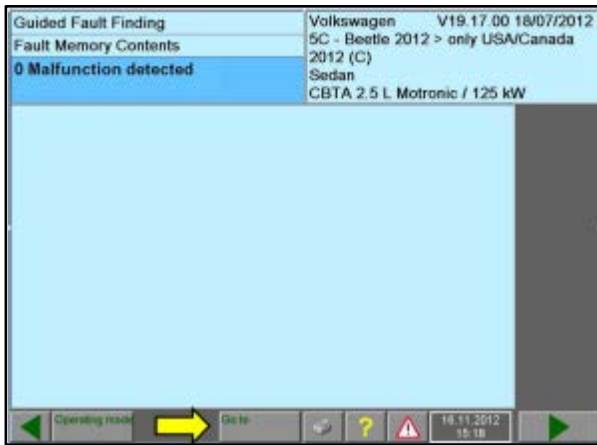 Guided Fault Finding
Fault Memory Contents
0 Malfunction detected
Volkswagen V19.17.00 18/07/2012
5C - Beetle 2012 > only USA/Canada
2012 (C)
Sedan
CBTA 2.5 L Motronic / 125 kW
Operating mode
Go to
?
16.11.2012
15:18